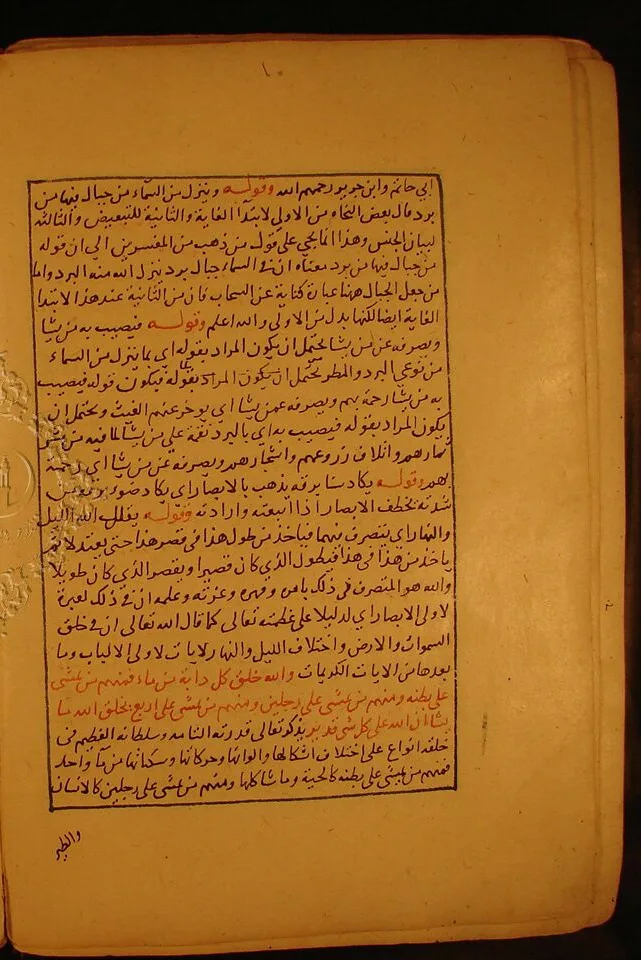 ابي حاتم وابن جرير رحمهم الله وقوله وينزل من السماء من جبال فيها من
برد قال بعض النحاه من الاولى لابتدا الغاية والثانية للتبعيض والثالثه
لبيان الجنس وهذا انما يجي على قول من ذهب من المفسرين الى ان قوله
من جبال فيها من برد معناه ان في السماء جبال برد ينزل الله منه البرد واما
من جعل الجبال ههنا عبارة كناية عن السحاب فان من الثانية عند هذا لابتدا
الغاية ايضا لكنها بدل من الاولى والله اعلم وقوله فيصيب به من يشا
ويصرفه عن من يشا يحتمل ان يكون المراد بقوله اي بما ينزل من السماء
من نوعي البرد والمطر يحتمل ان يكون المراد بقوله فيكون قوله فيصيب
به من يشا رحمة بهم ويصرفه عمن يشا اي يوخر عنهم الغيث ويحتمل ان
يكون المراد بقوله فيصيب به اي بالبرد نقمة على من يشا لما فيه من نثر
ثمارهم واتلاف زروعهم واشجارهم ويصرفه عن من يشا اي رحمة
بهم وقوله يكاد سنا برقه يذهب بالابصار اي يكاد ضوء برقه من
شدته يخطف الابصار اذا اتبعته وارادته وقوله يقلب الله الليل
والنهار اي يتصرف فيهما فياخذ من طول هذا في قصر هذا حتى يعتدلا ثم
ياخذ من هذا في هذا فيطول الذي كان قصيرا ويقصر الذي كان طويلا
والله هو المتصرف في ذلك بامره وقهره وعزته وعلمه ان في ذلك لعبرة
لاولى الابصار اي لدليلا على عظمته تعالى كما قال الله تعالى ان في خلق
السموات والارض واختلاف الليل والنهار لايات لاولى الالباب وما
بعدها من الايات الكريمات والله خلق كل دابة من ماء فمنهم من يمشي
على بطنه ومنهم من يمشي على رجلين ومنهم من يمشي على اربع يخلق الله ما
يشا ان الله على كل شي قدير يذكر تعالى قدرته التامه وسلطانه العظيم في
خلقه انواع على اختلاف اشكالها والوانها وحركاتها وسكناتها من ما واحد
فمنهم من يمشي على بطنه كالحية وما شاكلها ومنهم من يمشي على رجلين كالانسان
والطير